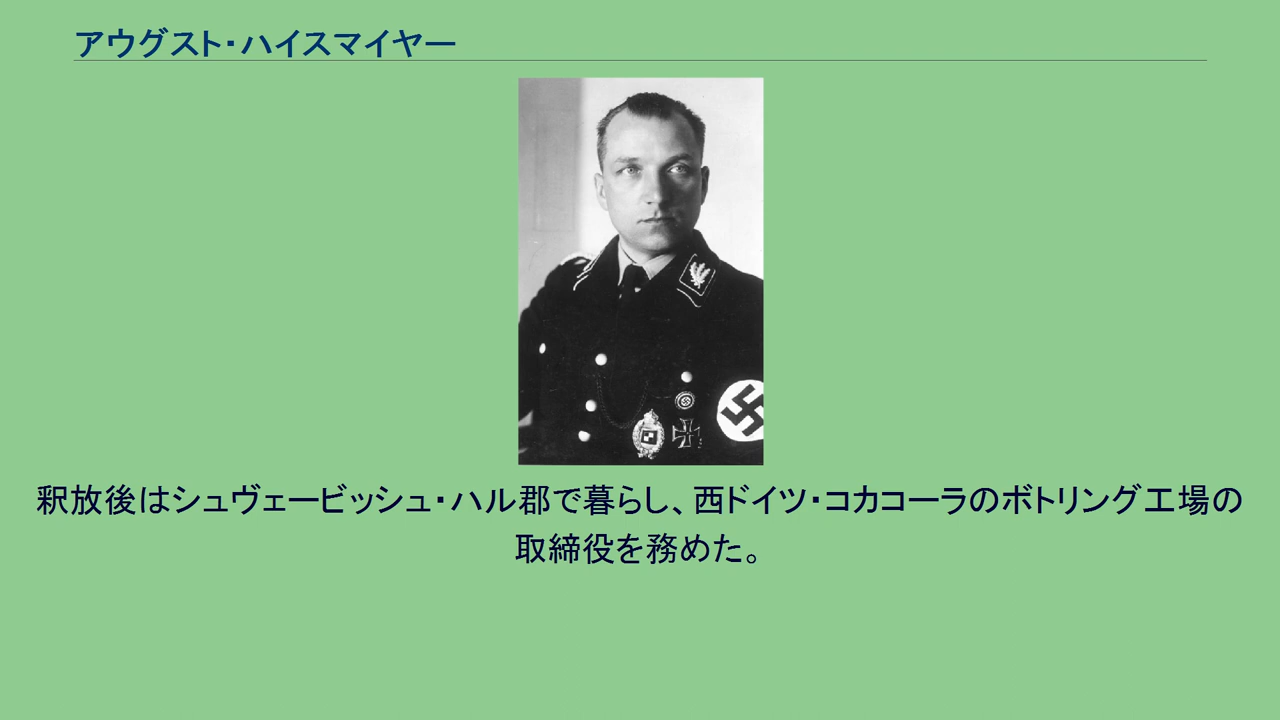 アウグスト・ハイスマイヤー
釈放後はシュヴェービッシュ・ハル郡で暮らし、西ドイツ・コカコーラのボトリング工場の
取締役を務めた。